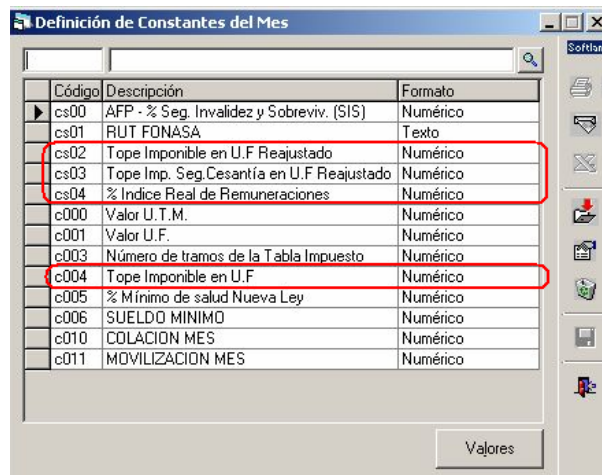 Definición de Constantes del Mes
Softlan
Código Descripción Formato
cs00 AFP - % Seg. Invalidez y Sobreviv. (SIS) Numérico
cs01 RUT FONASA Texto
cs02 Tope Imponible en U.F Reajustado Numérico
cs03 Tope Imp. Seg.Cesantía en U.F Reajustado Numérico
cs04 % Indice Real de Remuneraciones Numérico
c000 Valor U.T.M. Numérico
c001 Valor U.F. Numérico
c003 Número de tramos de la Tabla Impuesto Numérico
c004 Tope Imponible en U.F Numérico
c005 % Mínimo de salud Nueva Ley Numérico
c006 SUELDO MINIMO Numérico
c010 COLACION MES Numérico
c011 MOVILIZACION MES Numérico
Valores